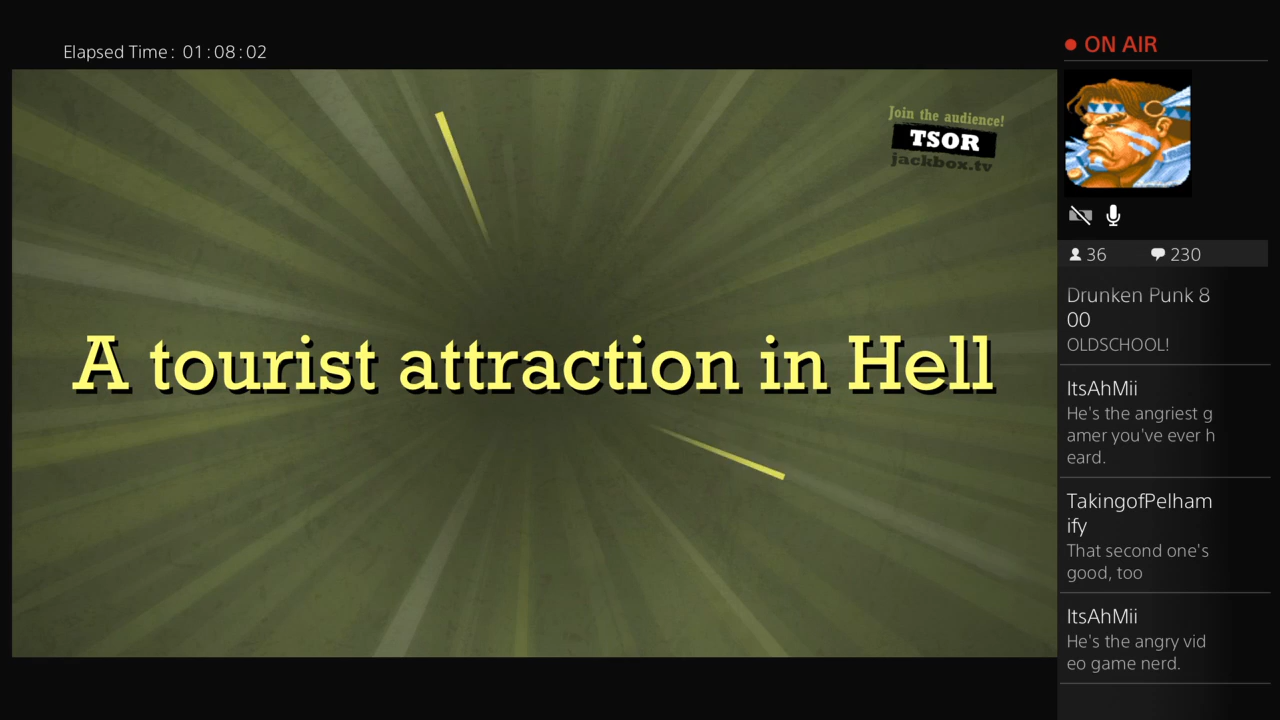 Elapsed Time: 01:08:02
ON AIR
Join the audience!
TSOR
jackbox.tv
A tourist attraction in Hell
36 230
Drunken Punk 8
00
OLDSCHOOL!
ItsAhMii
He's the angriest g
amer you've ever h
eard.
TakingofPelham
ify
That second one's
good, too
ItsAhMii
He's the angry vid
eo game nerd.